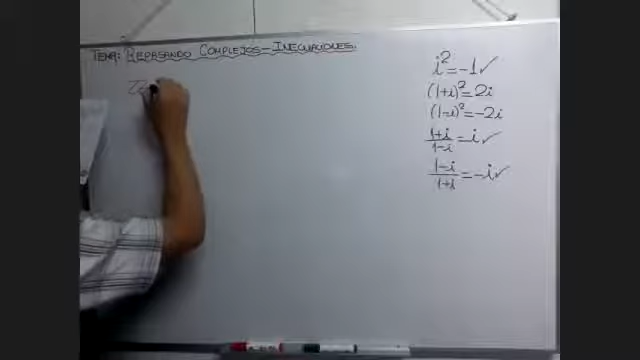 TEMA: REPASANDO COMPLEJOS - INECUACIONES.
i² = -1 ✓
(1+i)² = 2i
(1-i)² = -2i
1+i/1-i = i ✓
1-i/1+i = -i ✓